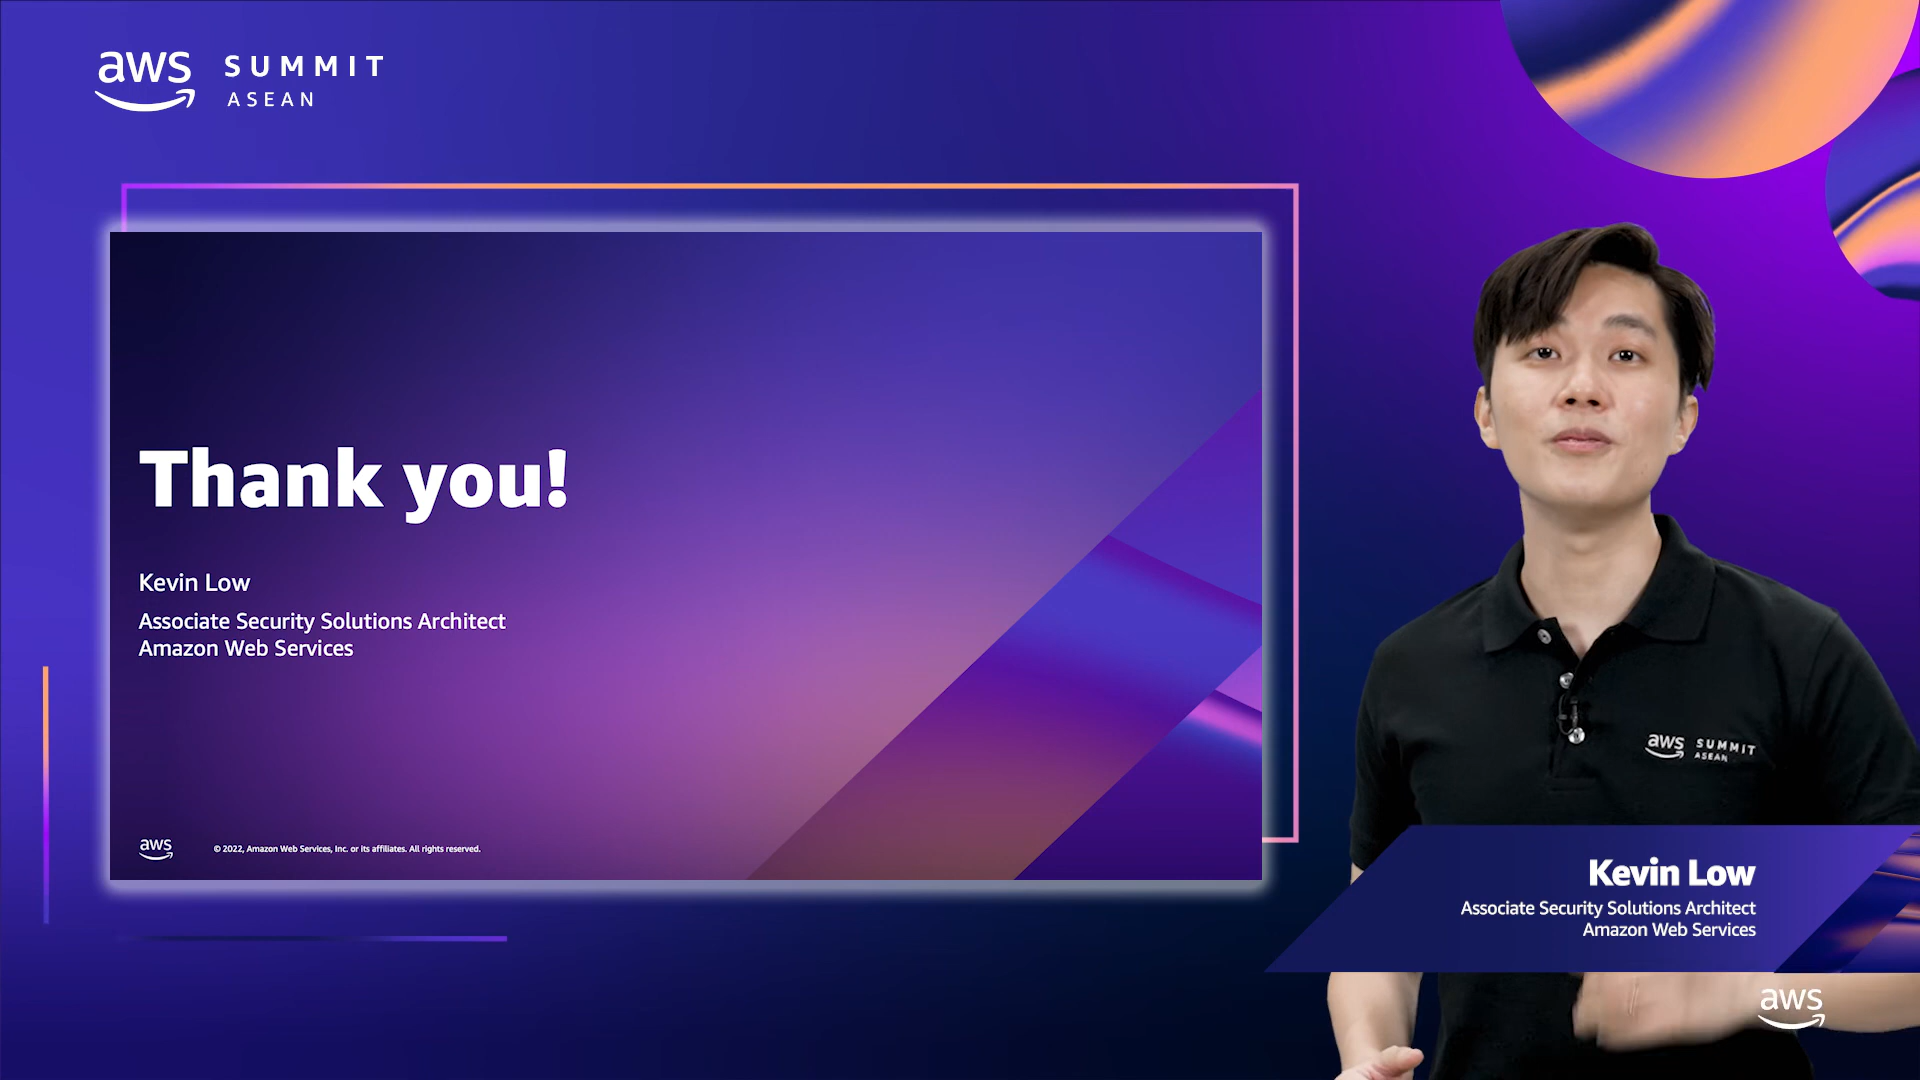 aws SUMMIT
ASEAN
Thank you!
Kevin Low
Associate Security Solutions Architect
Amazon Web Services
aws © 2022, Amazon Web Services, Inc. or its affiliates. All rights reserved.
aws SUMMIT
ASEAN
Kevin Low
Associate Security Solutions Architect
Amazon Web Services
aws